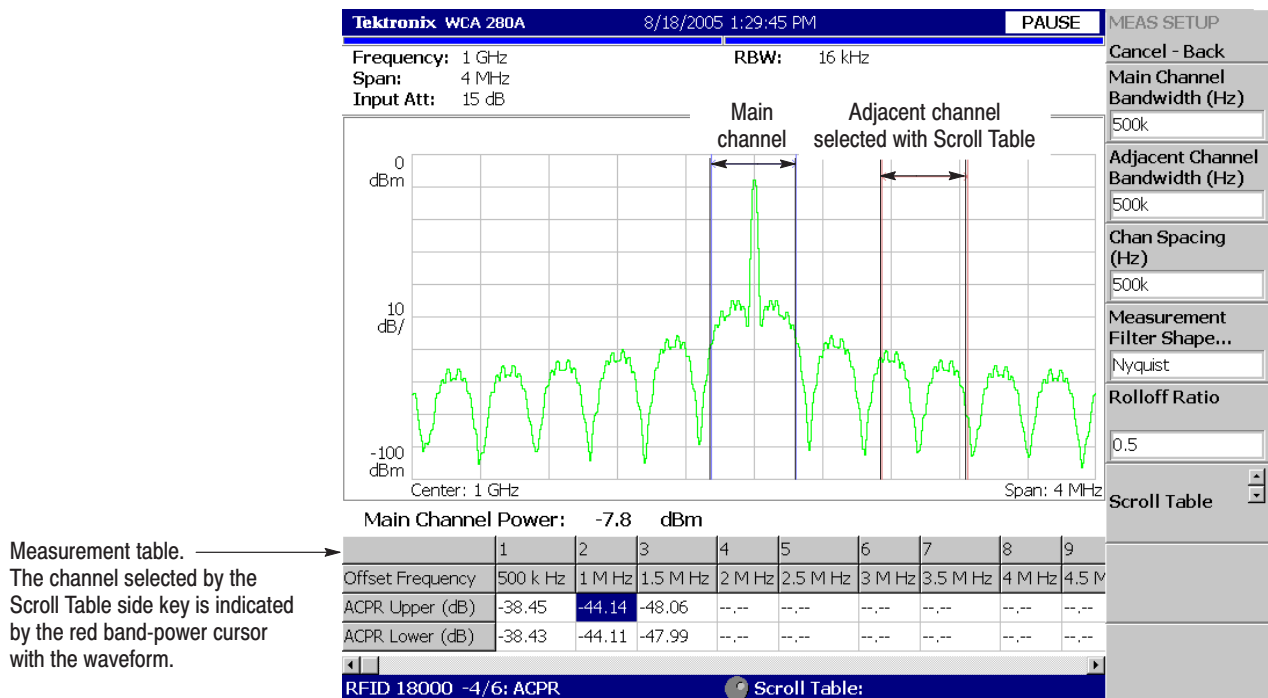 Tektronix WCA 280A 8/18/2005 1:29:45 PM PAUSE
Frequency: 1 GHz RBW: 16 kHz
Span: 4 MHz
Input Att: 15 dB
Main channel
Adjacent channel
selected with Scroll Table
0
dBm
10
dB/
-100
dBm
Center: 1 GHz Span: 4 MHz
Main Channel Power: -7.8 dBm
1 2 3 4 5 6 7 8 9
Offset Frequency 500 k Hz 1 M Hz 1.5 M Hz 2 M Hz 2.5 M Hz 3 M Hz 3.5 M Hz 4 M Hz 4.5 M
ACPR Upper (dB) -38.45 -44.14 -48.06 --.-- --.-- --.-- --.-- --.-- --.--
ACPR Lower (dB) -38.43 -44.11 -47.99 --.-- --.-- --.-- --.-- --.-- --.--
RFID 18000 -4/6: ACPR Scroll Table:
MEAS SETUP
Cancel - Back
Main Channel
Bandwidth (Hz)
500k
Adjacent Channel
Bandwidth (Hz)
500k
Chan Spacing
(Hz)
500k
Measurement
Filter Shape...
Nyquist
Rolloff Ratio
0.5
Scroll Table
Measurement table.
The channel selected by the
Scroll Table side key is indicated
by the red band-power cursor
with the waveform.